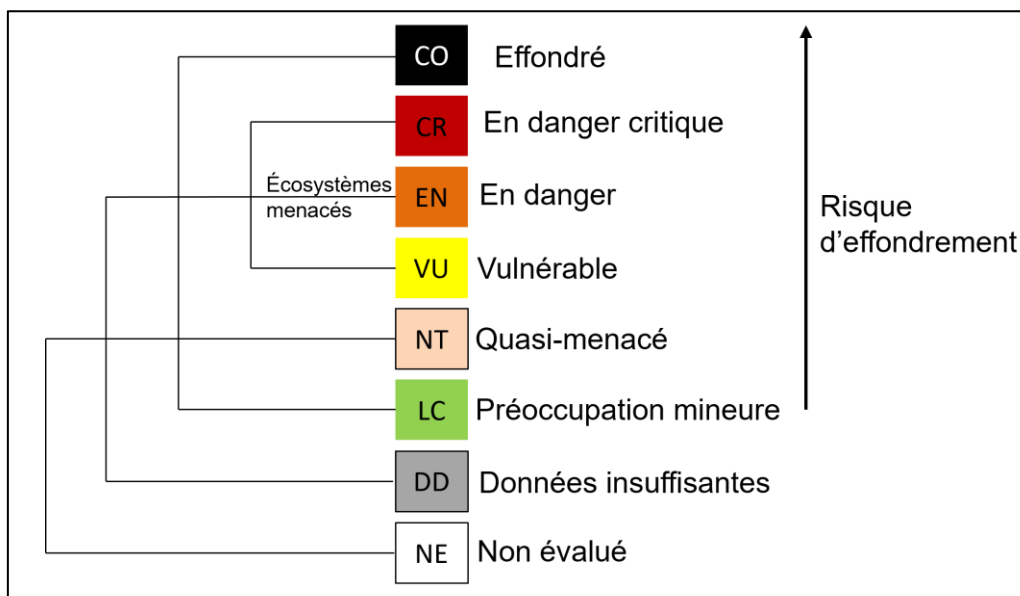 CO Effondré
CR En danger critique
Écosystèmes
menacés
EN En danger
VU Vulnérable
NT Quasi-menacé
LC Préoccupation mineure
DD Données insuffisantes
NE Non évalué
Risque
d'effondrement